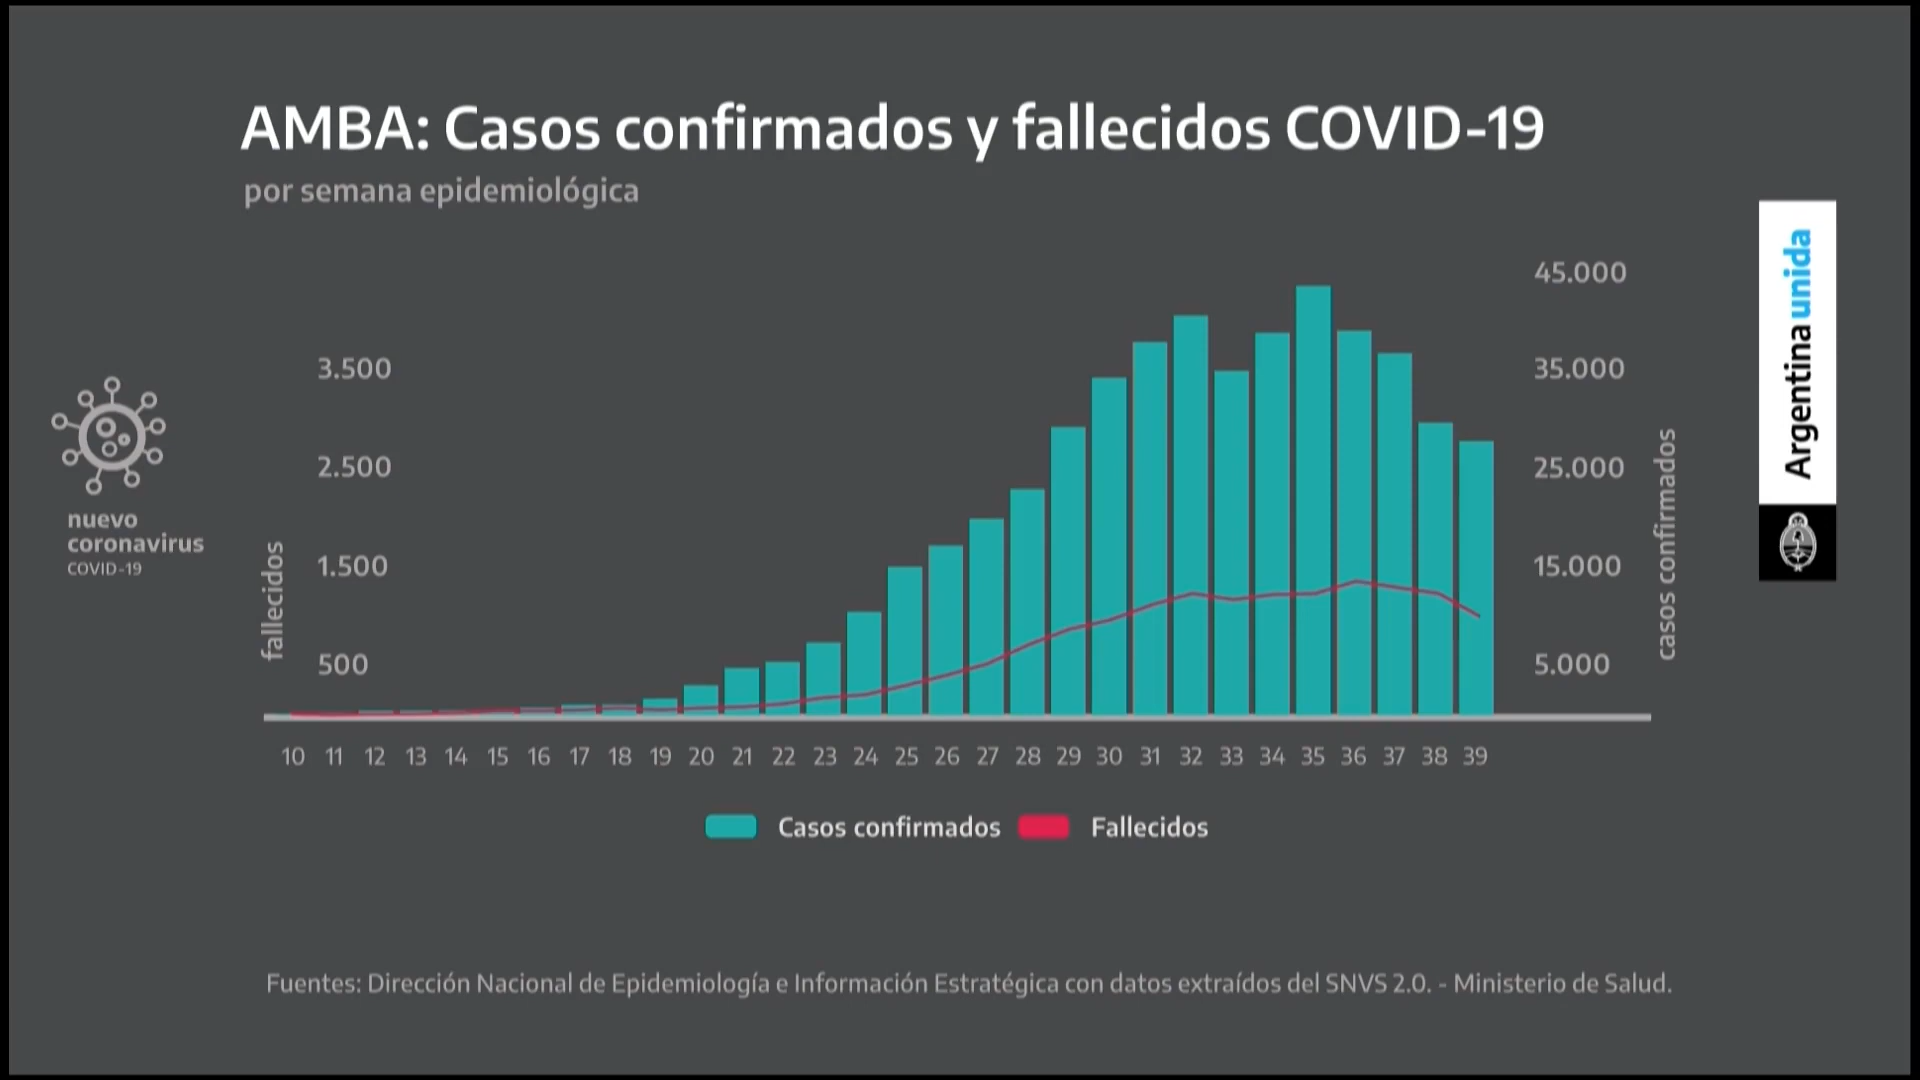 AMBA: Casos confirmados y fallecidos COVID-19
por semana epidemiológica
nuevo
coronavirus
COVID-19
fallecidos
3.500
2.500
1.500
500
45.000
35.000
25.000
15.000
5.000
casos confirmados
Argentina unida
10 11 12 13 14 15 16 17 18 19 20 21 22 23 24 25 26 27 28 29 30 31 32 33 34 35 36 37 38 39
Casos confirmados Fallecidos
Fuentes: Dirección Nacional de Epidemiología e Información Estratégica con datos extraídos del SNVS 2.0. - Ministerio de Salud.